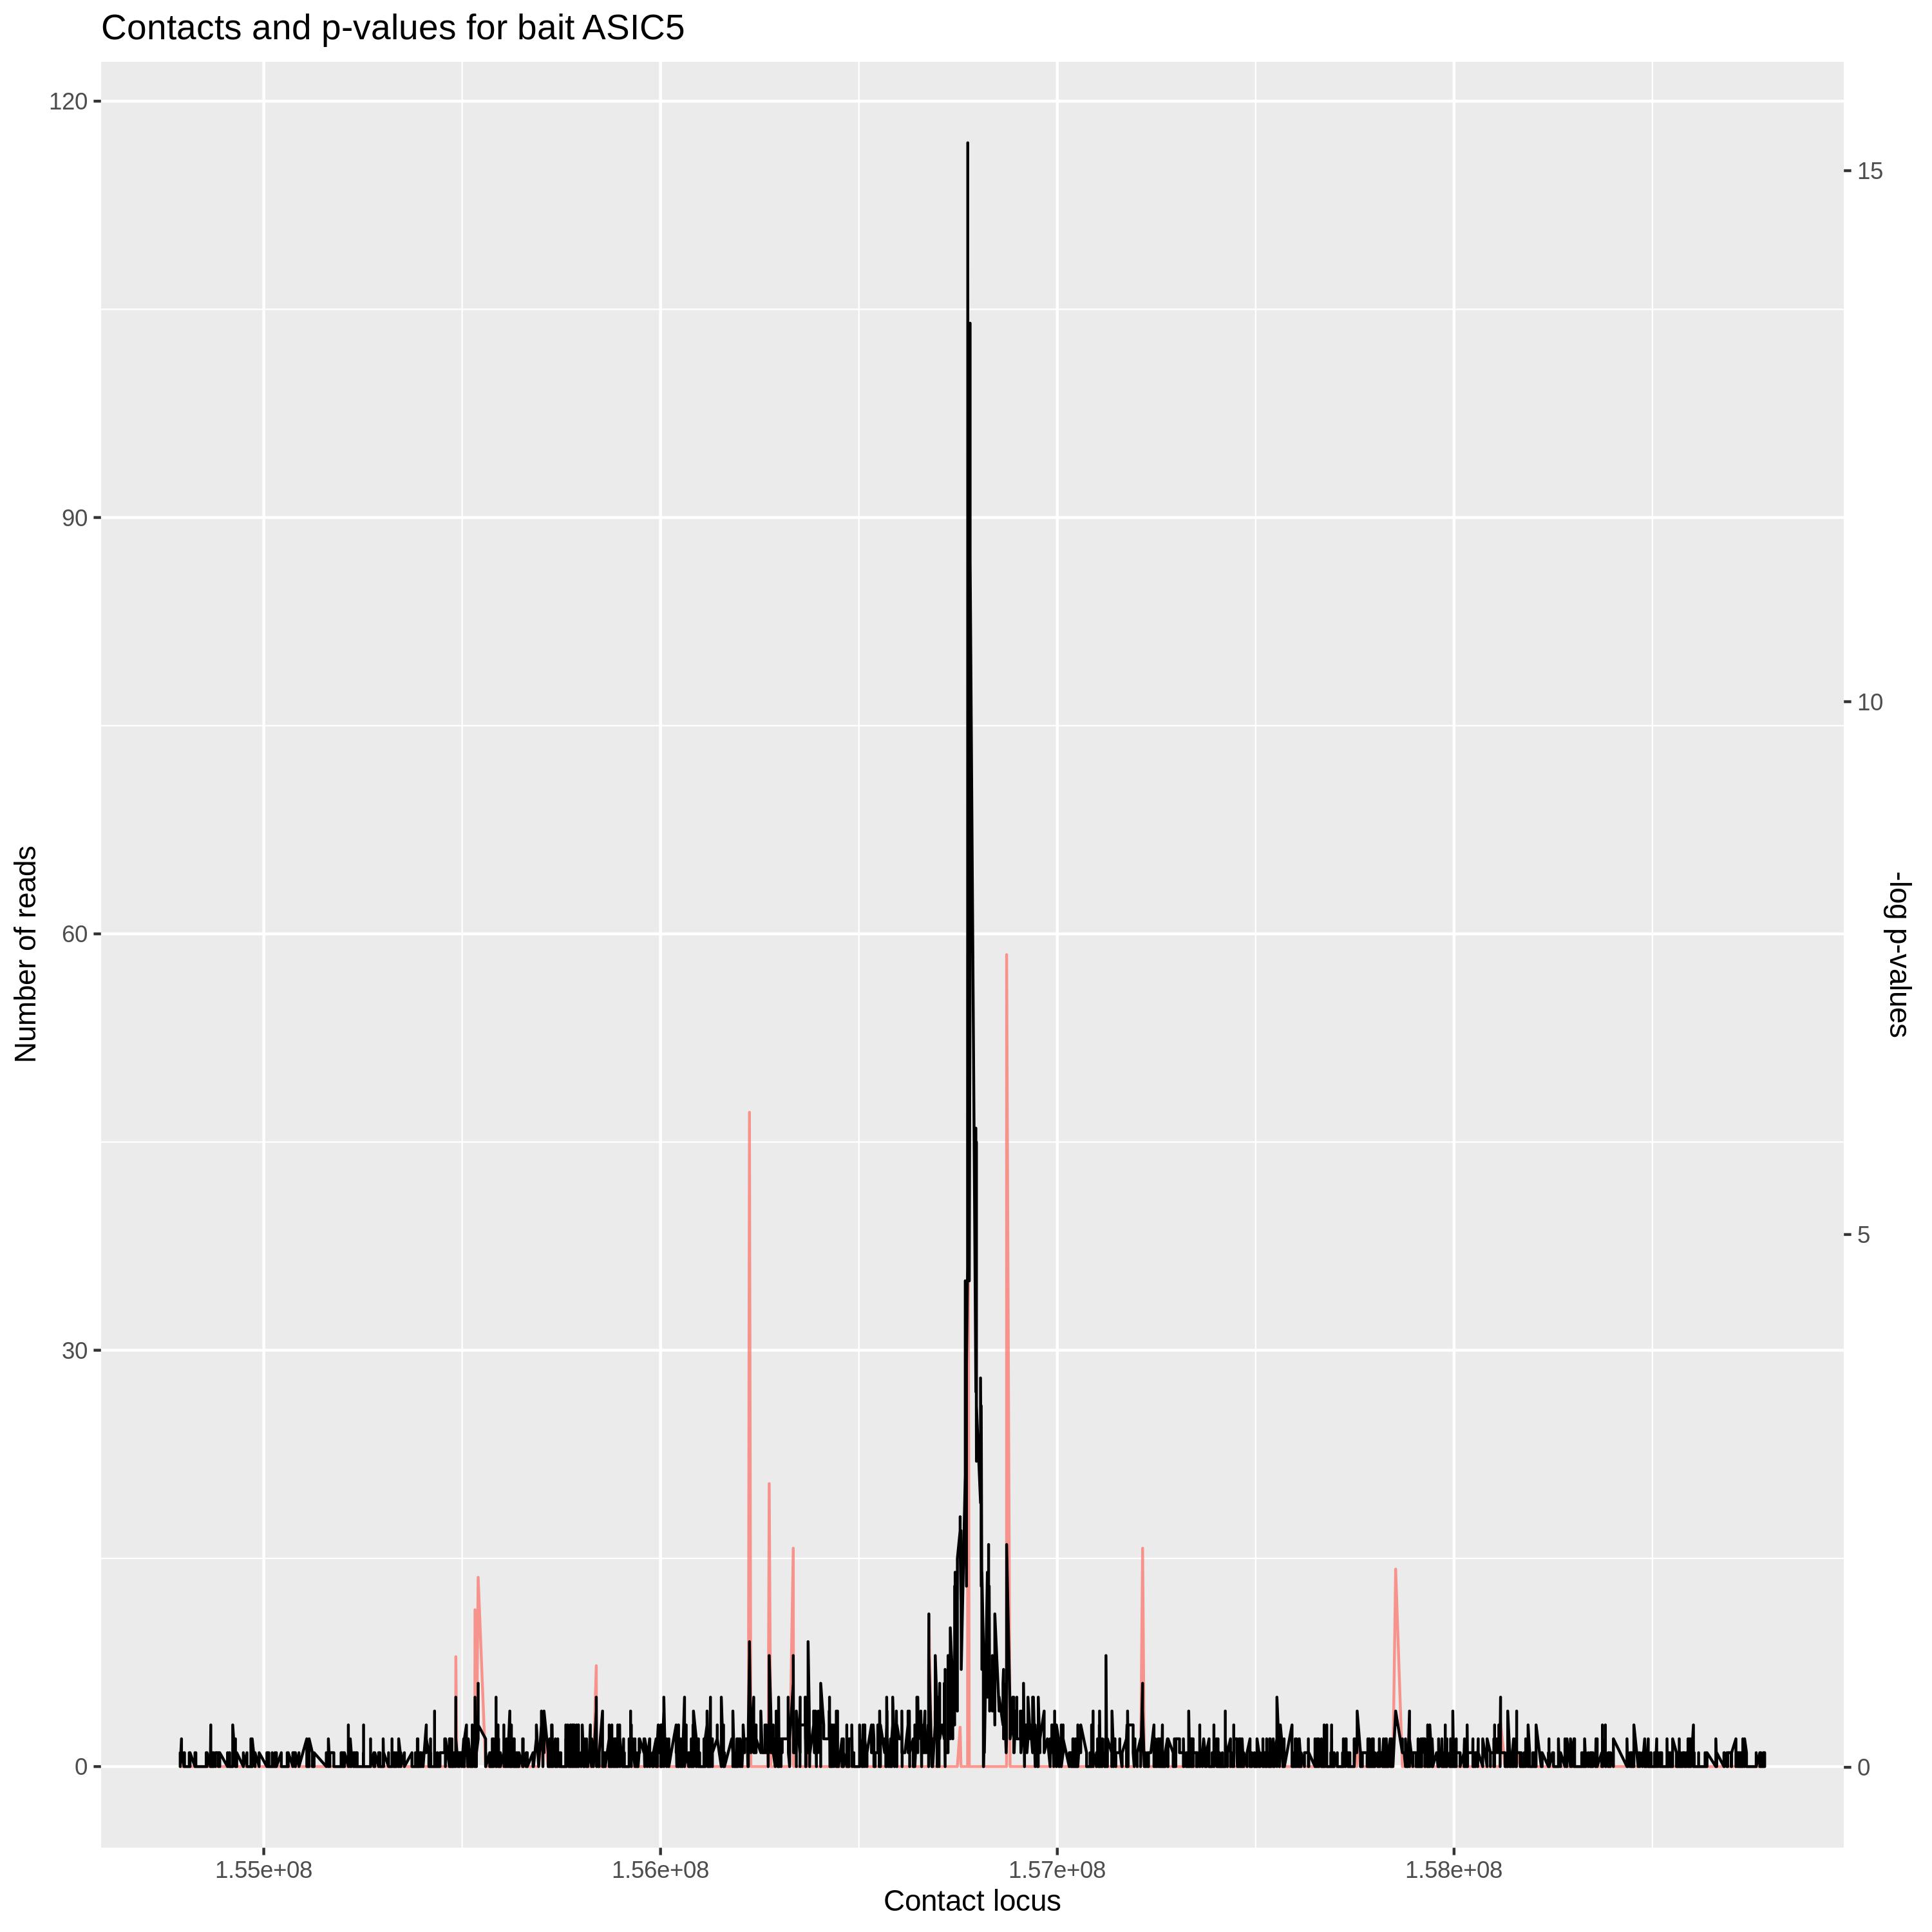 Contacts and p-values for bait ASIC5
120
90
60
30
0
Number of reads
15
10
5
0
-log p-values
1.55e+08
1.56e+08
1.57e+08
1.58e+08
Contact locus